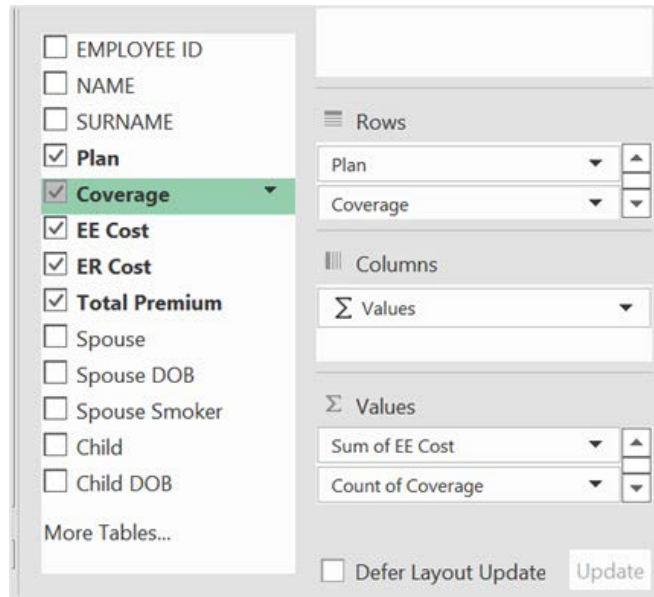 EMPLOYEE ID
NAME
SURNAME
Plan
Coverage
EE Cost
ER Cost
Total Premium
Spouse
Spouse DOB
Spouse Smoker
Child
Child DOB
More Tables...
Rows
Plan
Coverage
Columns
Σ Values
Σ Values
Sum of EE Cost
Count of Coverage
Defer Layout Update
Update